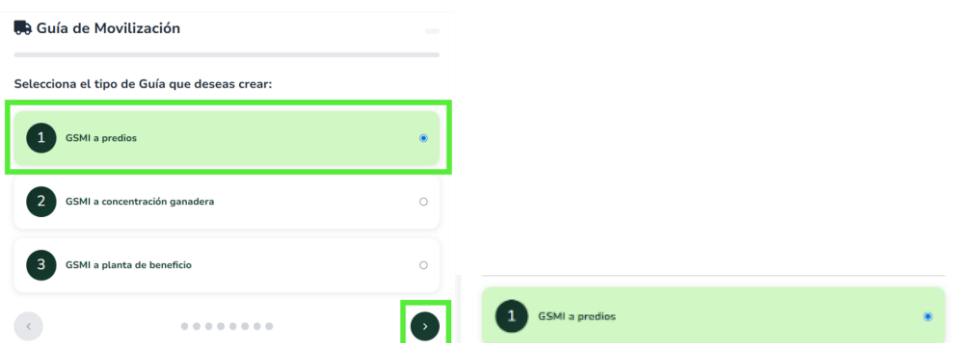 Guía de Movilización
Selecciona el tipo de Guía que deseas crear:
1 GSMI a predios
2 GSMI a concentración ganadera
3 GSMI a planta de beneficio
1 GSMI a predios